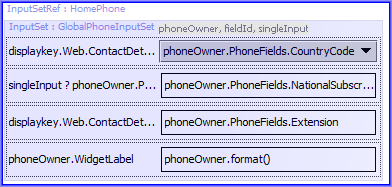 InputSetRef : HomePhone
InputSet : GlobalPhoneInputSet phoneOwner, fieldId, singleInput
displaykey.Web.ContactDet... phoneOwner.PhoneFields.CountryCode
singleInput ? phoneOwner.P... phoneOwner.PhoneFields.NationalSubscr...
displaykey.Web.ContactDet... phoneOwner.PhoneFields.Extension
phoneOwner.WidgetLabel phoneOwner.format()